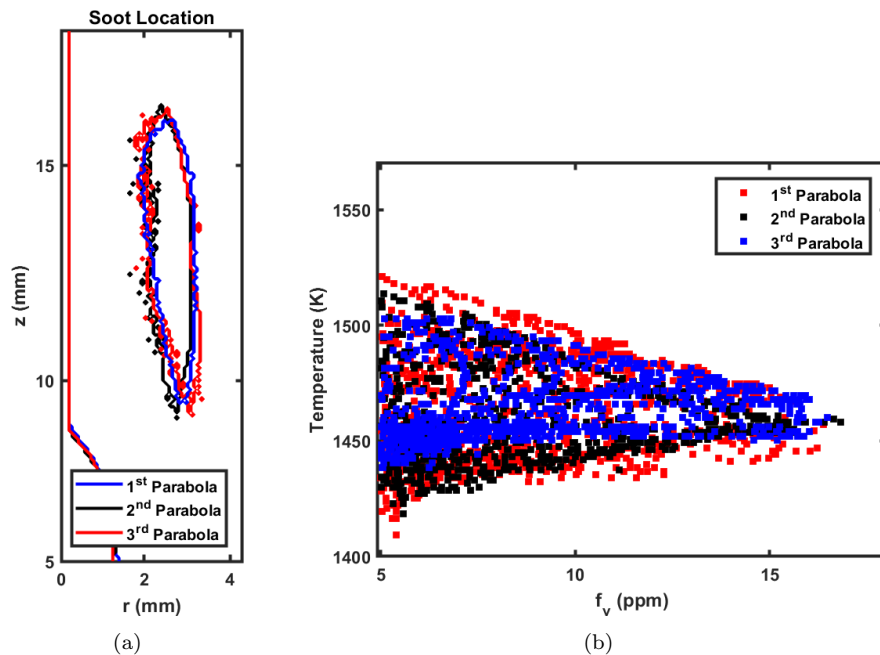 Soot Location
z (mm)
15
10
5
1st Parabola
2nd Parabola
3rd Parabola
0
2
4
r (mm)
(a)
Temperature (K)
1550
1500
1450
1400
1st Parabola
2nd Parabola
3rd Parabola
5
10
15
fv (ppm)
(b)